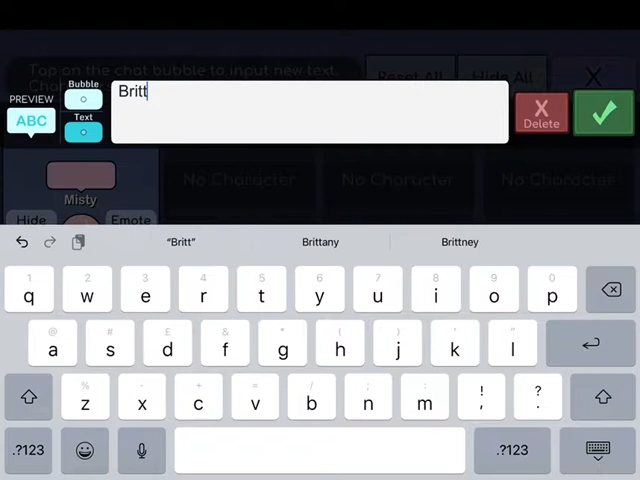 Tap on the chat bubble to input new text.
Reset All
Hide All
X
Bubble
Britt
PREVIEW
ABC
Text
X
Delete
No Character
No Character
No Character
Misty
Hide
Emote
“Britt”
Brittany
Brittney
1 2 3 4 5 6 7 8 9 0
q w e r t y u i o p
@ # £ & * ( ) ' "
a s d f g h j k l
% - + = / ; : ! ?
z x c v b n m , .
.?123
.?123